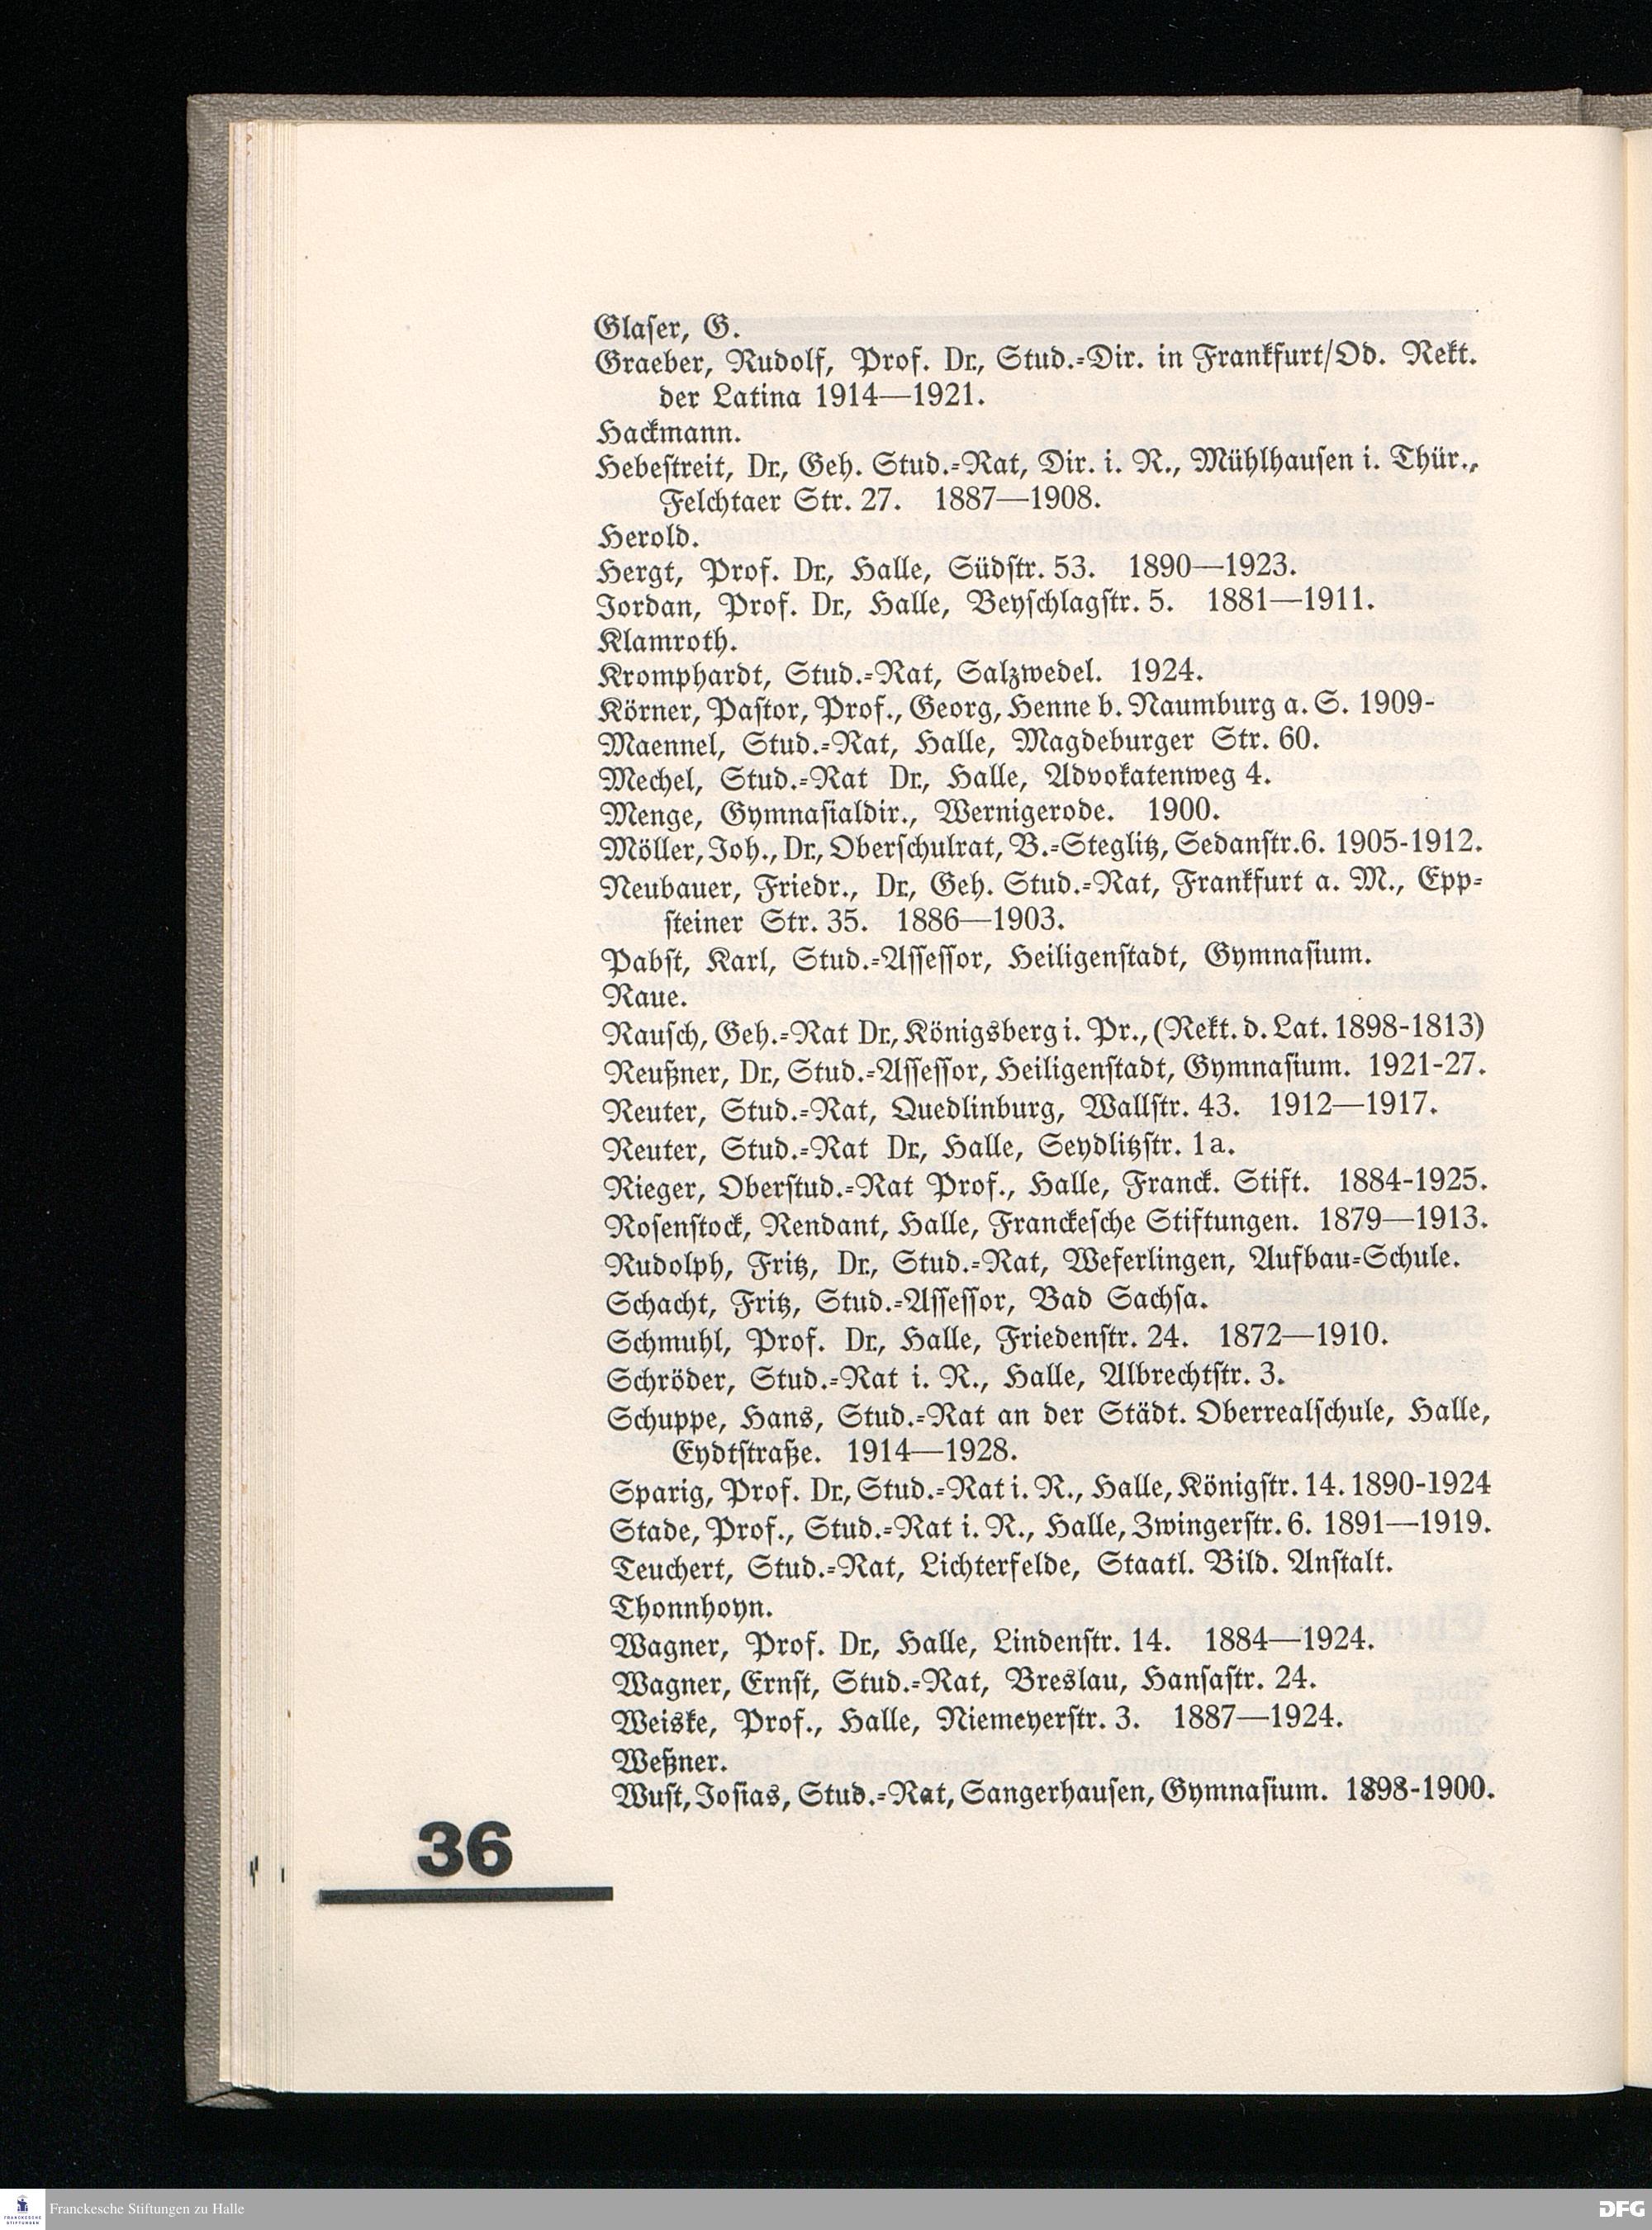 Glaser, G.
Graeber, Rudolf, Prof. Dr., Stud.-Dir. in Frankfurt/Od. Rekt.
der Latina 1914—1921.
Hackmann.
Hebestreit, Dr., Geh. Stud.-Rat, Dir. i. R., Mühlhausen i. Thür.,
Felchtaer Str. 27. 1887—1908.
Herold.
Hergt, Prof. Dr., Halle, Südstr. 53. 1890—1923.
Jordan, Prof. Dr., Halle, Beyschlagstr. 5. 1881—1911.
Klamroth.
Kromphardt, Stud.-Rat, Salzwedel. 1924.
Körner, Pastor, Prof., Georg, Henne b. Naumburg a. S. 1909-
Maennel, Stud.-Rat, Halle, Magdeburger Str. 60.
Mechel, Stud.-Rat Dr., Halle, Advokatenweg 4.
Menge, Gymnasialdir., Wernigerode. 1900.
Möller, Joh., Dr., Oberschulrat, B.-Steglitz, Sedanstr.6. 1905-1912.
Neubauer, Friedr., Dr., Geh. Stud.-Rat, Frankfurt a. M., Epp-
steiner Str. 35. 1886—1903.
Pabst, Karl, Stud.-Assessor, Heiligenstadt, Gymnasium.
Raue.
Rausch, Geh.-Rat Dr., Königsberg i. Pr., (Rekt. d. Lat. 1898-1813)
Reußner, Dr., Stud.-Assessor, Heiligenstadt, Gymnasium. 1921-27.
Reuter, Stud.-Rat, Quedlinburg, Wallstr. 43. 1912—1917.
Reuter, Stud.-Rat Dr., Halle, Seydlitzstr. 1a.
Rieger, Oberstud.-Rat Prof., Halle, Franck. Stift. 1884-1925.
Rosenstock, Rendant, Halle, Franckesche Stiftungen. 1879—1913.
Rudolph, Fritz, Dr., Stud.-Rat, Weferlingen, Aufbau-Schule.
Schacht, Fritz, Stud.-Assessor, Bad Sachsa.
Schmuhl, Prof. Dr., Halle, Friedenstr. 24. 1872—1910.
Schröder, Stud.-Rat i. R., Halle, Albrechtstr. 3.
Schuppe, Hans, Stud.-Rat an der Städt. Oberrealschule, Halle,
Eydtstraße. 1914—1928.
Sparig, Prof. Dr., Stud.-Rat i. R., Halle, Königstr. 14. 1890-1924
Stade, Prof., Stud.-Rat i. R., Halle, Zwingerstr. 6. 1891—1919.
Teuchert, Stud.-Rat, Lichterfelde, Staatl. Bild. Anstalt.
Thonnhoyn.
Wagner, Prof. Dr., Halle, Lindenstr. 14. 1884—1924.
Wagner, Ernst, Stud.-Rat, Breslau, Hansastr. 24.
Weiske, Prof., Halle, Niemeyerstr. 3. 1887—1924.
Weßner.
Wust, Josias, Stud.-Rat, Sangerhausen, Gymnasium. 1898-1900.
36
Franckesche Stiftungen zu Halle
DFG